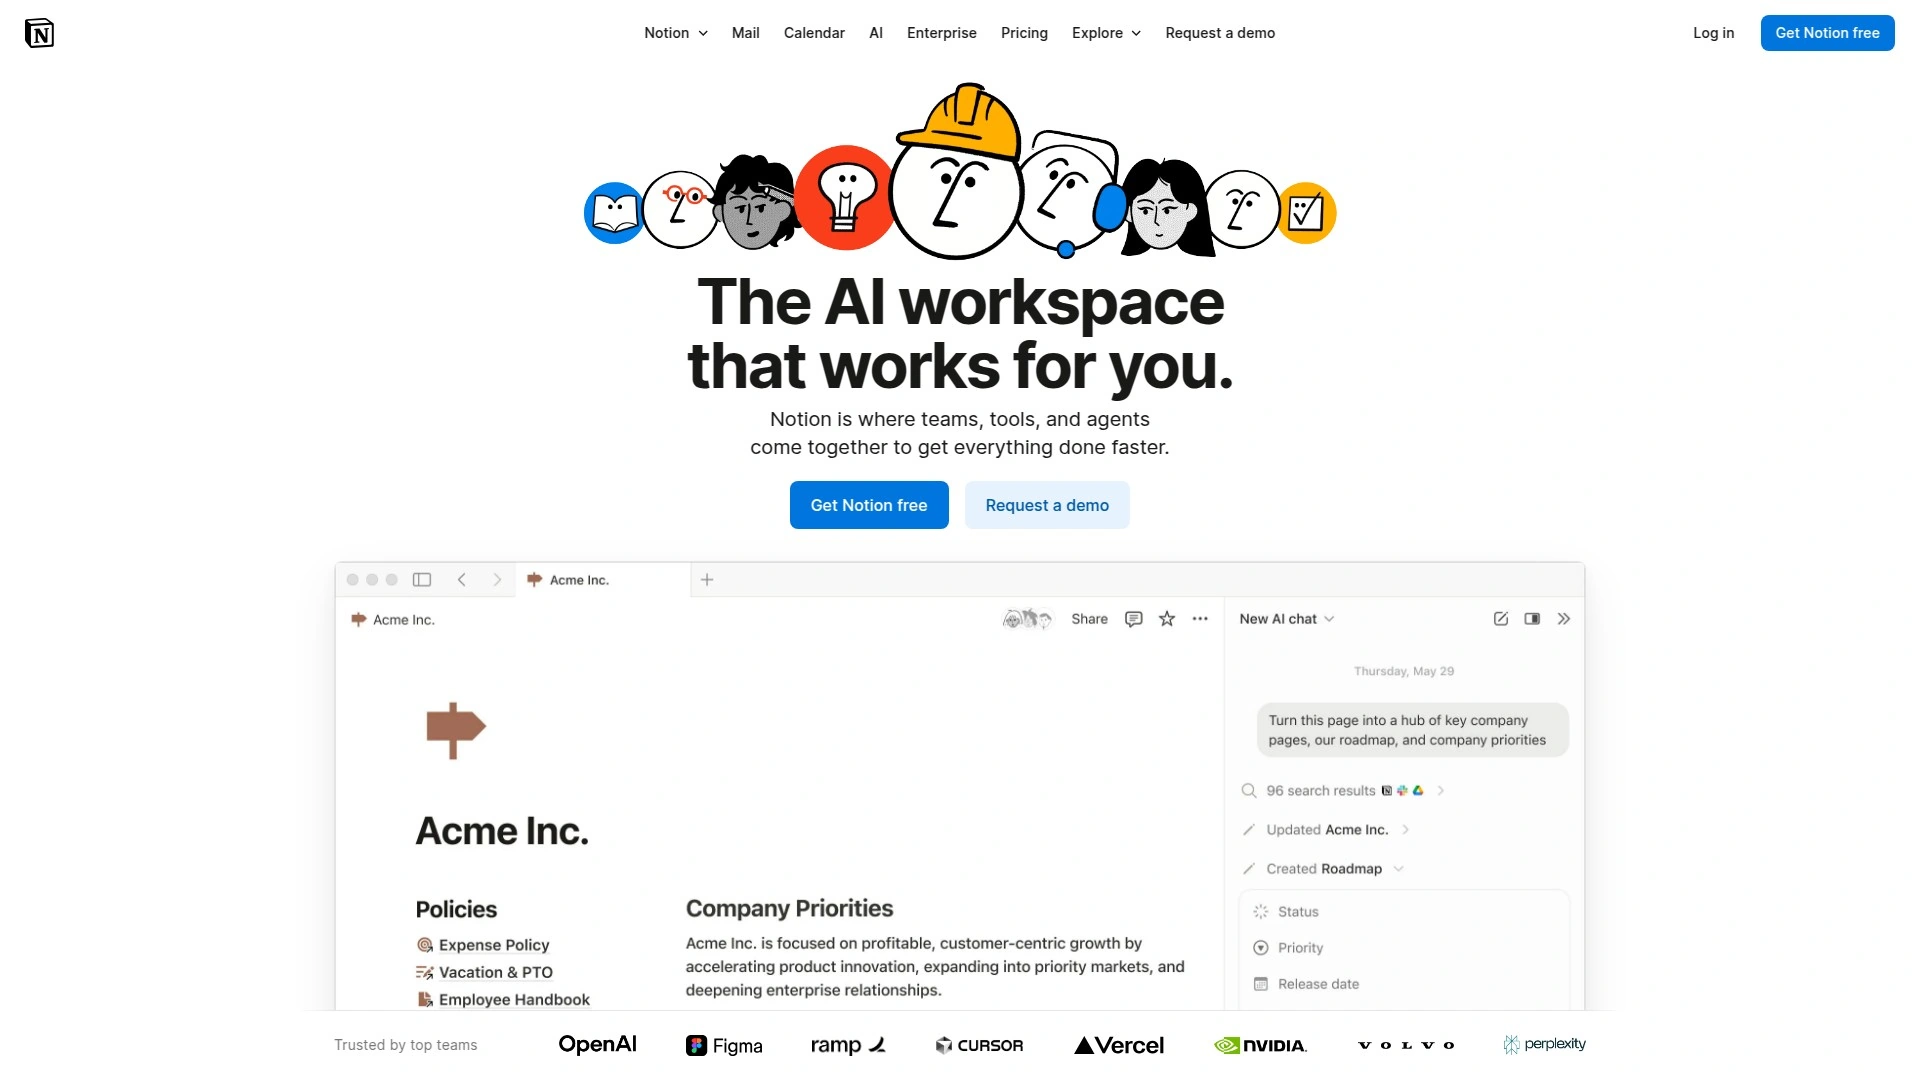 N
Notion
Mail
Calendar
AI
Enterprise
Pricing
Explore
Request a demo
Log in
Get Notion free
The AI workspace
that works for you.
Notion is where teams, tools, and agents
come together to get everything done faster.
Get Notion free
Request a demo
Acme Inc.
Acme Inc.
Share
New AI chat
Thursday, May 29
Turn this page into a hub of key company
pages, our roadmap, and company priorities
96 search results
Updated Acme Inc.
Created Roadmap
Status
Priority
Release date
Acme Inc.
Policies
Expense Policy
Vacation & PTO
Employee Handbook
Company Priorities
Acme Inc. is focused on profitable, customer-centric growth by
accelerating product innovation, expanding into priority markets, and
deepening enterprise relationships.
Trusted by top teams
OpenAI
Figma
ramp
CURSOR
Vercel
NVIDIA.
VOLVO
perplexity